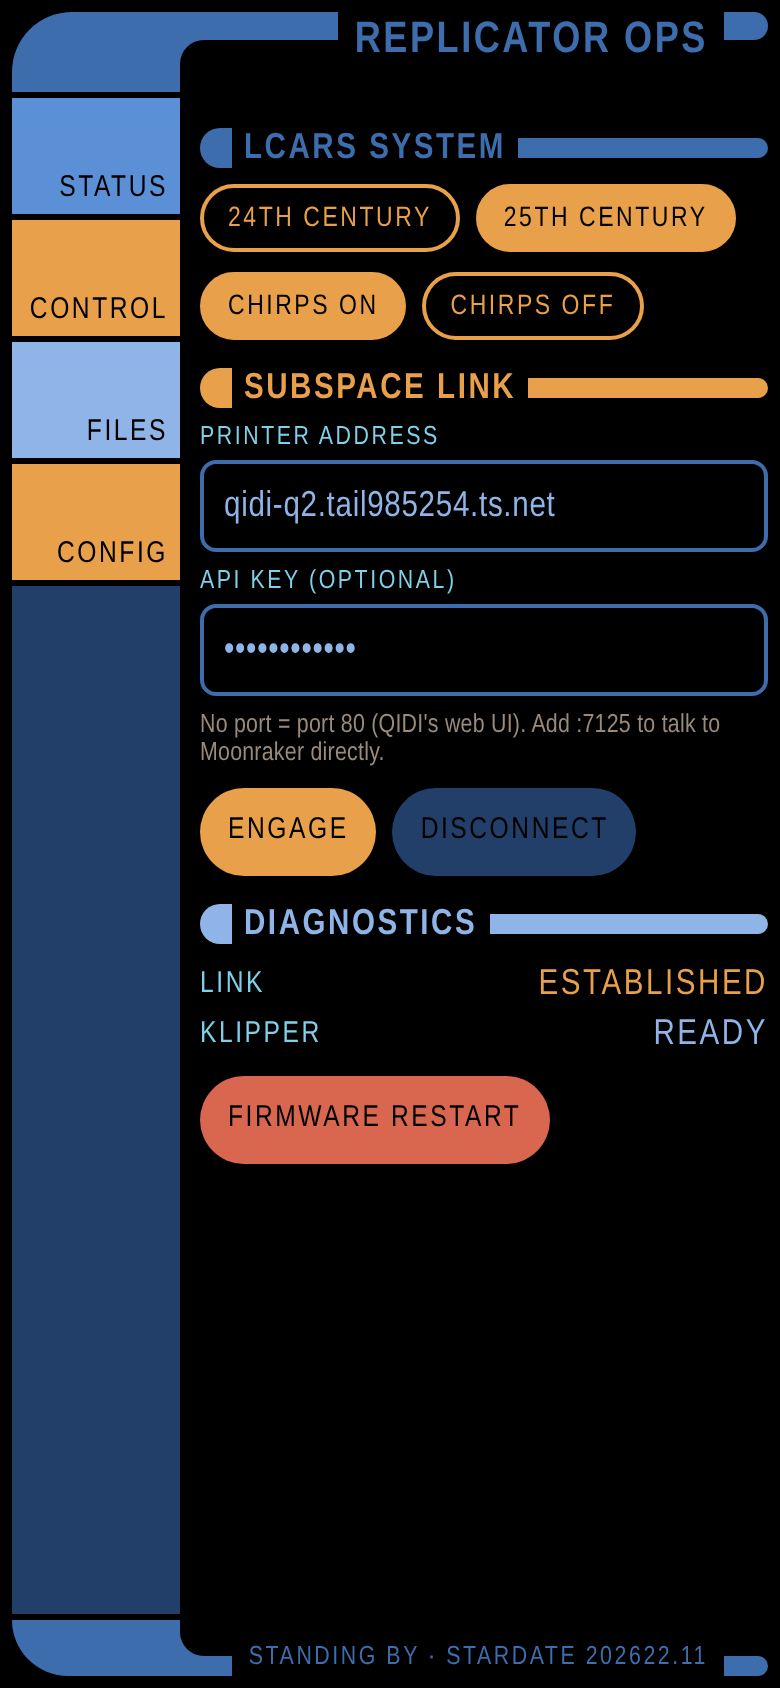 REPLICATOR OPS
STATUS
CONTROL
FILES
CONFIG
LCARS SYSTEM
24TH CENTURY 25TH CENTURY
CHIRPS ON CHIRPS OFF
SUBSPACE LINK
PRINTER ADDRESS
qidi-q2.tail985254.ts.net
API KEY (OPTIONAL)
••••••••••••
No port = port 80 (QIDI's web UI). Add :7125 to talk to
Moonraker directly.
ENGAGE DISCONNECT
DIAGNOSTICS
LINK ESTABLISHED
KLIPPER READY
FIRMWARE RESTART
STANDING BY · STARDATE 202622.11